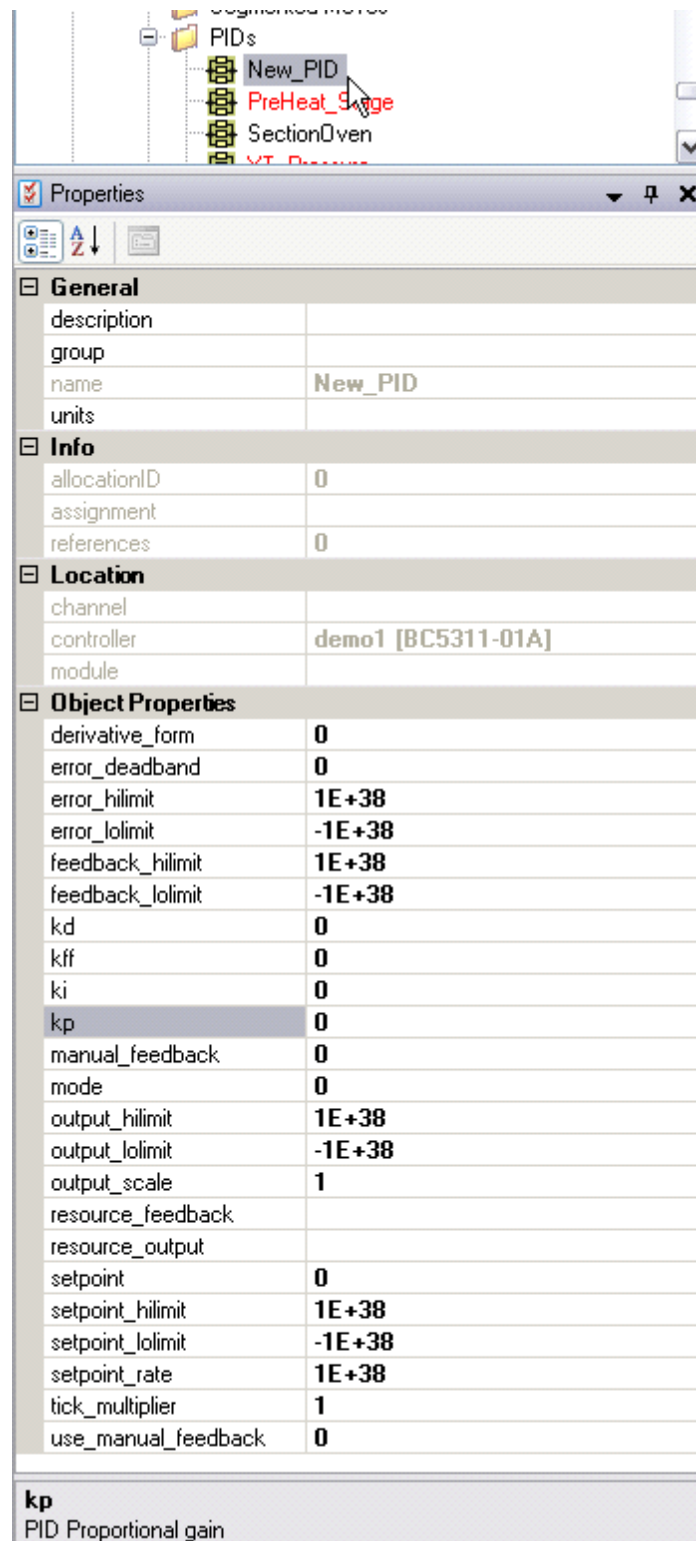 PIDs
New_PID
PreHeat_
SectionOven
Properties
General
description
group
name New_PID
units
Info
allocationID 0
assignment
references 0
Location
channel
controller demo1 [BC5311-01A]
module
Object Properties
derivative_form 0
error_deadband 0
error_hilimit 1E+38
error_lolimit -1E+38
feedback_hilimit 1E+38
feedback_lolimit -1E+38
kd 0
kff 0
ki 0
kp 0
manual_feedback 0
mode 0
output_hilimit 1E+38
output_lolimit -1E+38
output_scale 1
resource_feedback
resource_output
setpoint 0
setpoint_hilimit 1E+38
setpoint_lolimit -1E+38
setpoint_rate 1E+38
tick_multiplier 1
use_manual_feedback 0
kp
PID Proportional gain